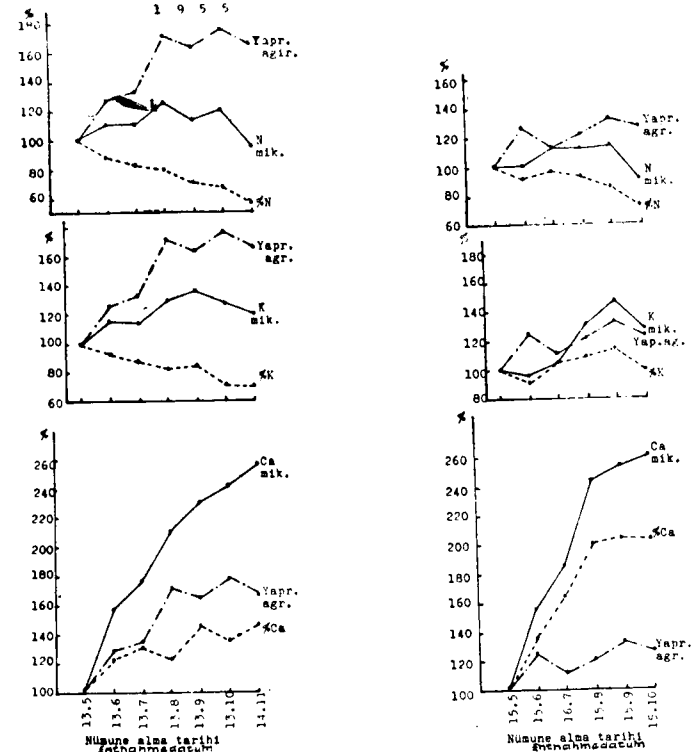 1 9 5 5
%
180
160
140
120
100
80
60
Yapr.
agir.
N
mik.
%N
%
160
140
120
100
80
60
Yapr.
agr.
N
mik.
%N
%
160
140
120
100
80
60
Yapr.
agr.
K
mik.
%K
%
180
160
140
120
100
80
K
mik.
Yap.ag.
%K
%
260
240
220
200
180
160
140
120
100
Ca
mik.
Yapr.
agr.
%Ca
13.5
13.6
13.7
13.8
13.9
13.10
14.11
Nümune alma tarihi
Entnahmedatum
%
260
240
220
200
180
160
140
120
100
Ca
mik.
%Ca
Yapr.
agr.
15.5
15.6
16.7
15.8
15.9
15.10
Nümune alma tarihi
Entnahmedatum